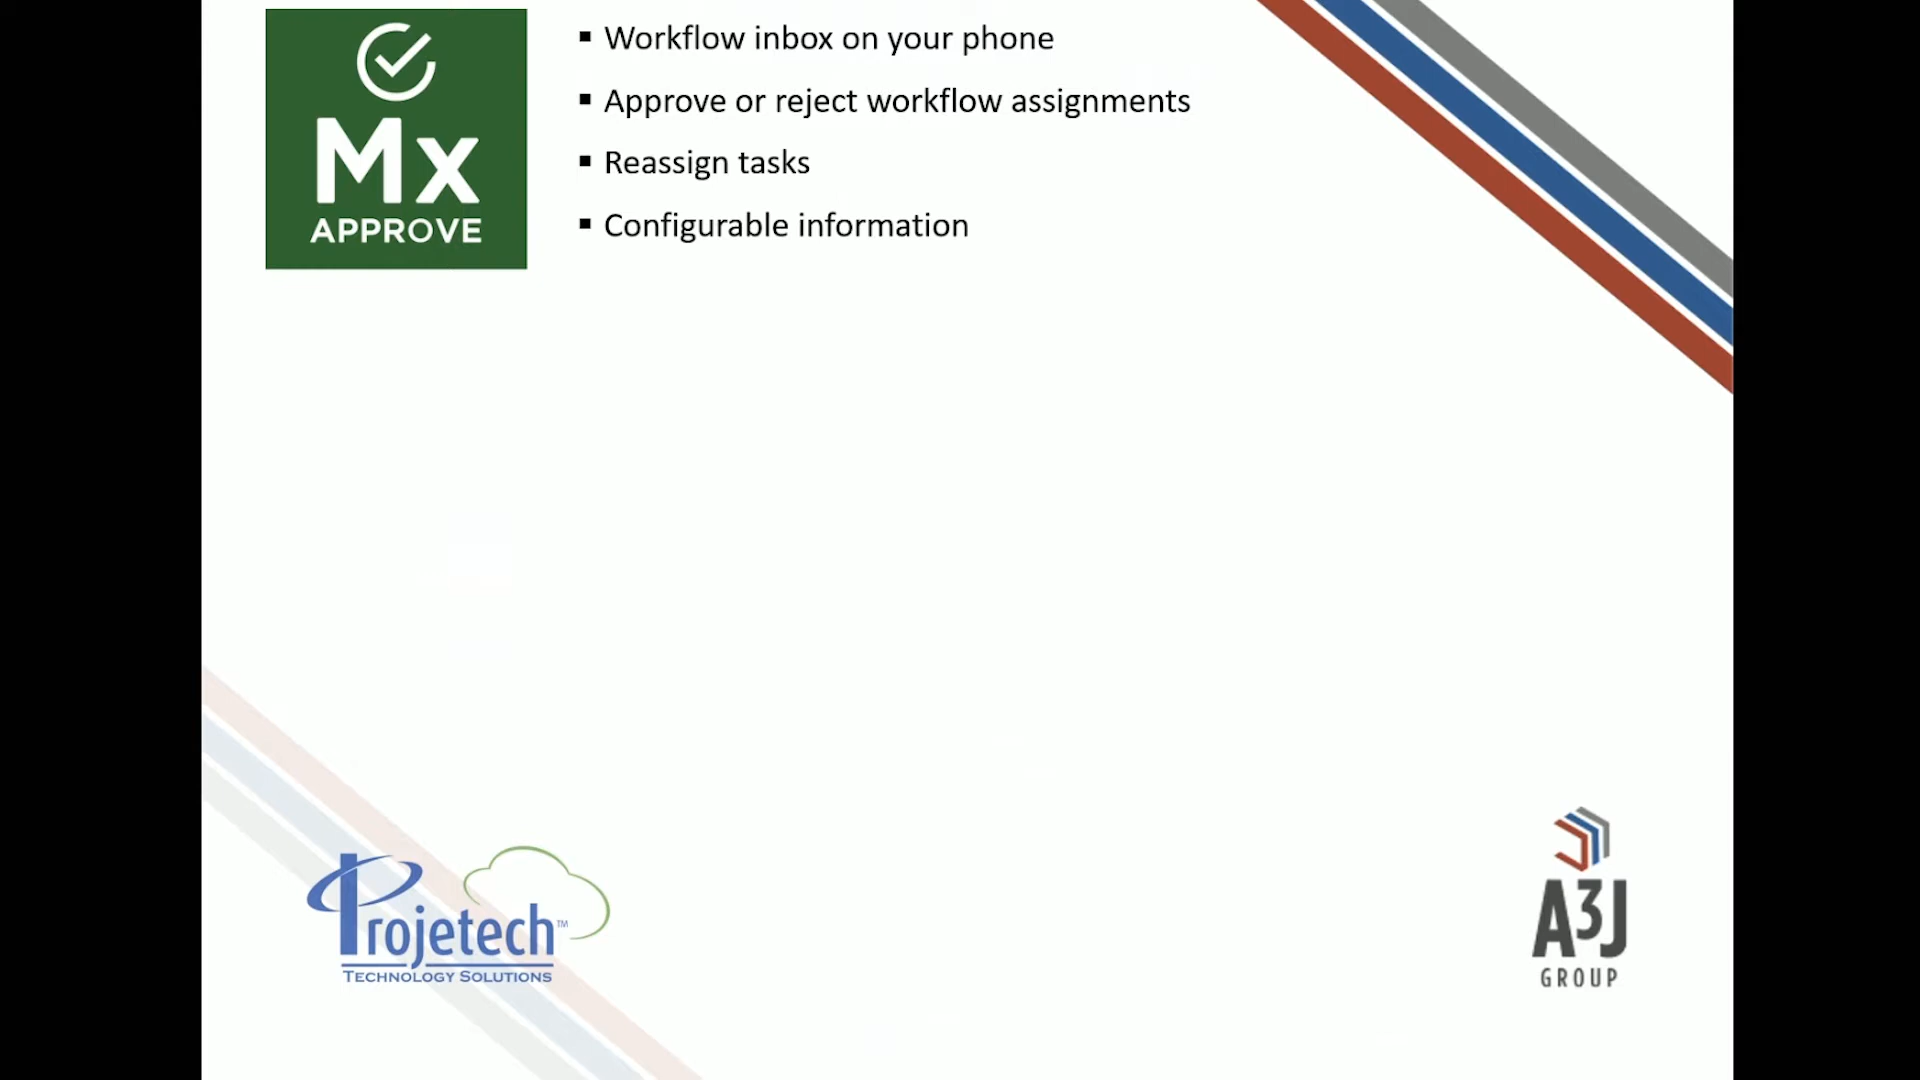 Mx
APPROVE
▪ Workflow inbox on your phone
▪ Approve or reject workflow assignments
▪ Reassign tasks
▪ Configurable information
Projetech™
TECHNOLOGY SOLUTIONS
A3J
GROUP